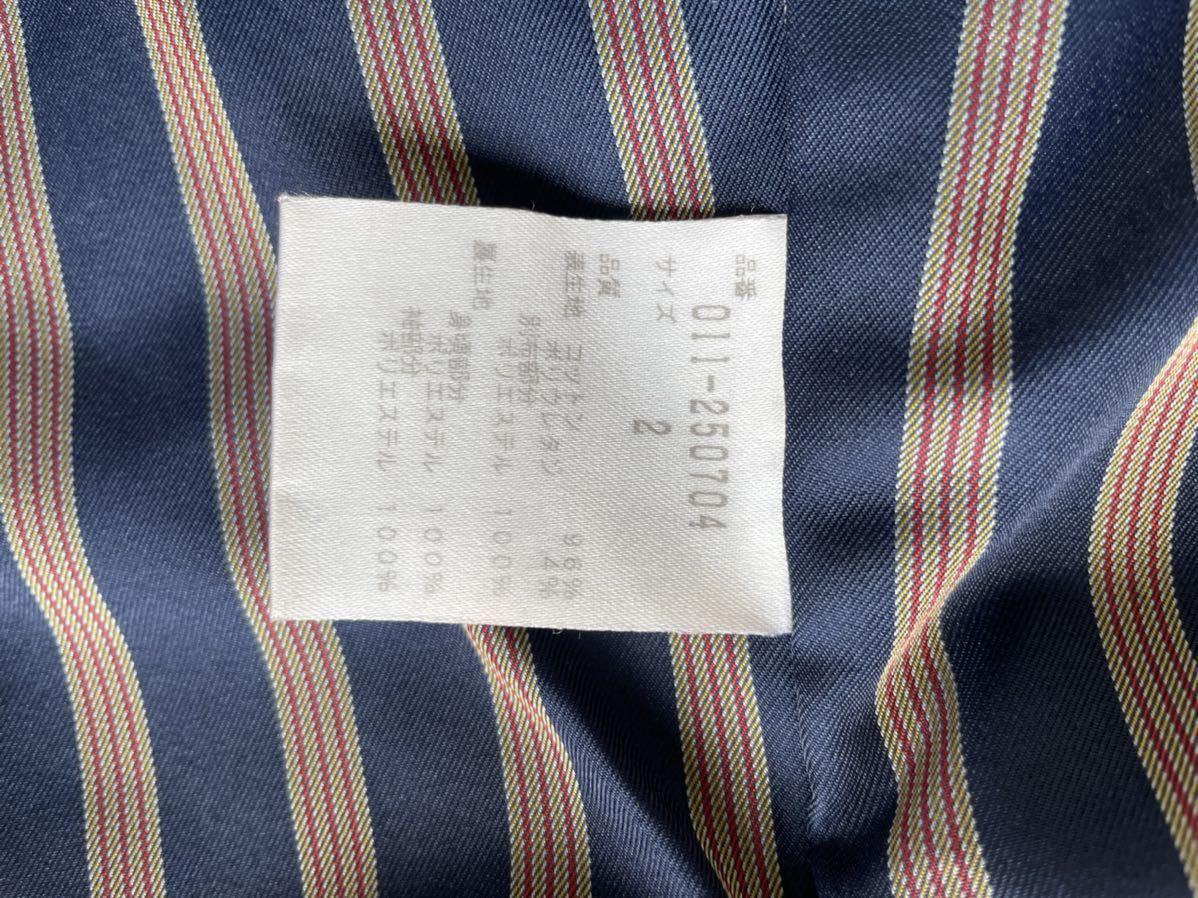 品番 011-250704
サイズ 2
品質
表生地 コットン 96%
ポリウレタン 4%
別布部分
ポリエステル 100%
裏生地
身頃部分
ポリエステル 100%
袖部分
ポリエステル 100%